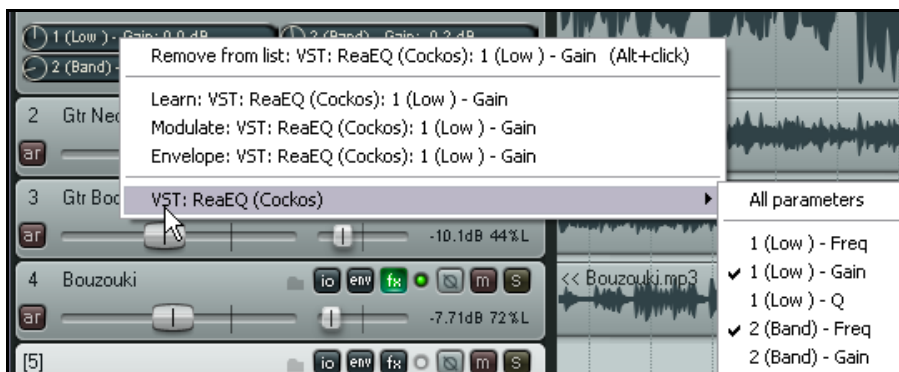 1 (Low ) - Gain: 0.0 dB
2 (Band) - Gain: 0.2 dB
2 (Band) -
Remove from list: VST: ReaEQ (Cockos): 1 (Low ) - Gain (Alt+click)
Learn: VST: ReaEQ (Cockos): 1 (Low ) - Gain
Modulate: VST: ReaEQ (Cockos): 1 (Low ) - Gain
Envelope: VST: ReaEQ (Cockos): 1 (Low ) - Gain
VST: ReaEQ (Cockos)
All parameters
1 (Low ) - Freq
1 (Low ) - Gain
1 (Low ) - Q
2 (Band) - Freq
2 (Band) - Gain
2 Gtr Nec
ar
3 Gtr Bod
ar -10.1dB 44%L
4 Bouzouki io env fx m S
<< Bouzouki.mp3
ar -7.71dB 72%L
[5] io env fx m S